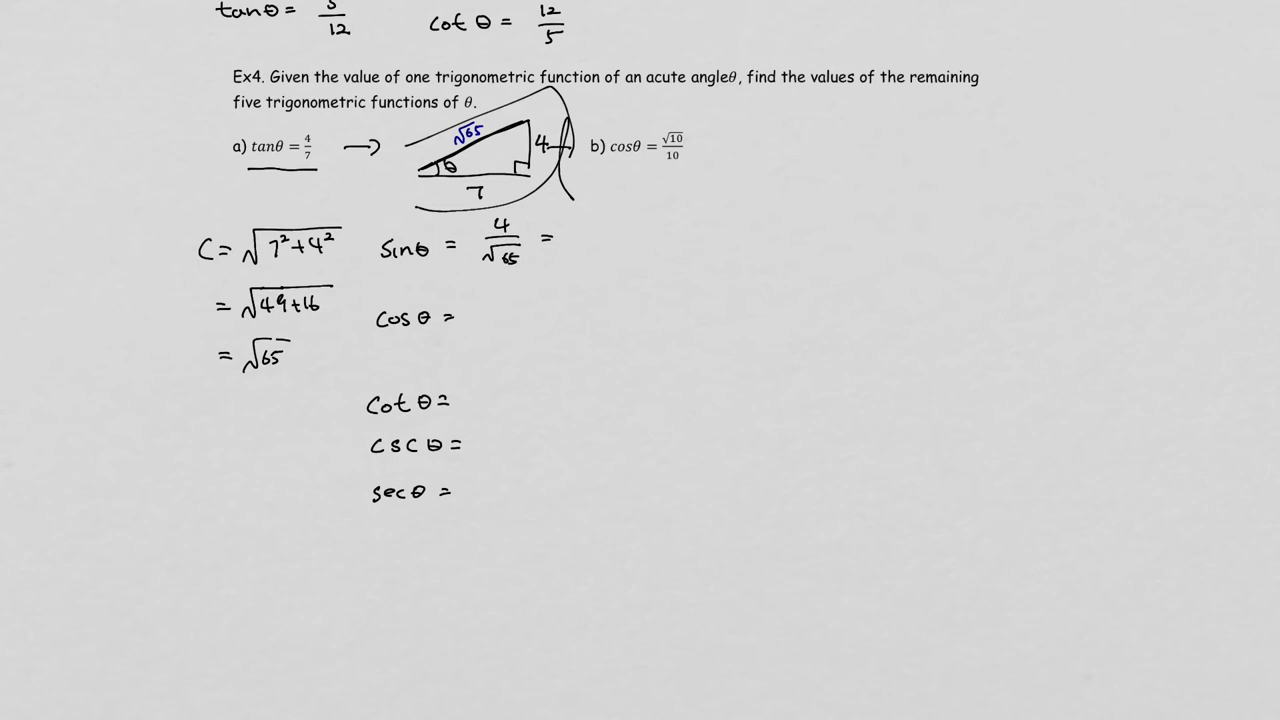 tanθ = 5/12 cot θ = 12/5
Ex4. Given the value of one trigonometric function of an acute angleθ, find the values of the remaining
five trigonometric functions of θ.
a) tanθ = 4/7 → b) cosθ = √10/10
√65
4
θ
7
C = √7²+4² sinθ = 4/√65 =
= √49+16 cos θ =
= √65
cot θ =
csc θ =
sec θ =